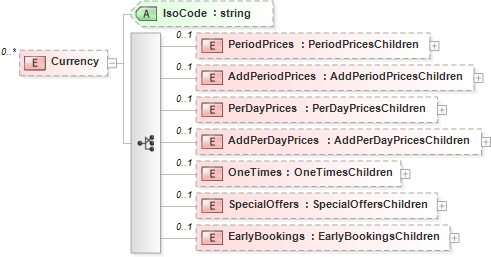 A IsoCode : string
0..*
E Currency
0..1
E PeriodPrices : PeriodPricesChildren
0..1
E AddPeriodPrices : AddPeriodPricesChildren
0..1
E PerDayPrices : PerDayPricesChildren
0..1
E AddPerDayPrices : AddPerDayPricesChildren
0..1
E OneTimes : OneTimesChildren
0..1
E SpecialOffers : SpecialOffersChildren
0..1
E EarlyBookings : EarlyBookingsChildren